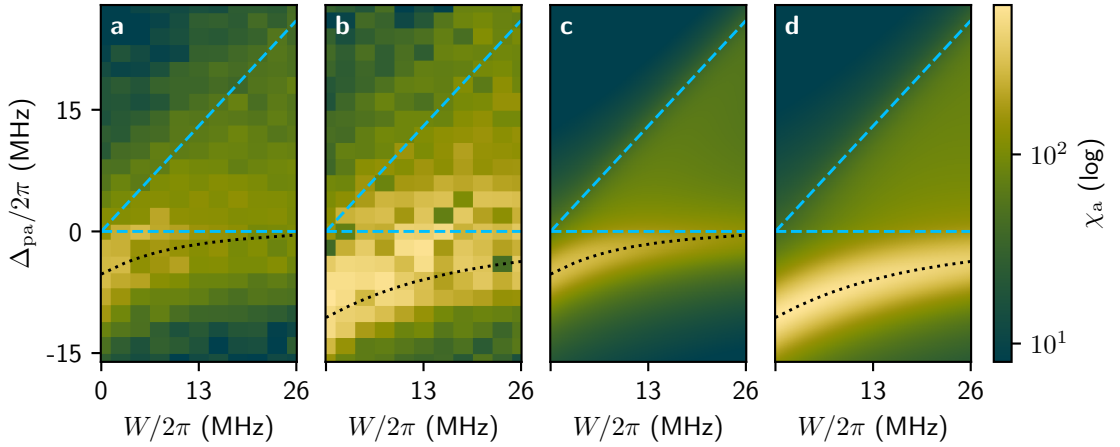 a b c d
Δpa/2π (MHz)
15
0
-15
0 13 26 13 26 13 26 13 26
W/2π (MHz) W/2π (MHz) W/2π (MHz) W/2π (MHz)
10²
10¹
χa (log)